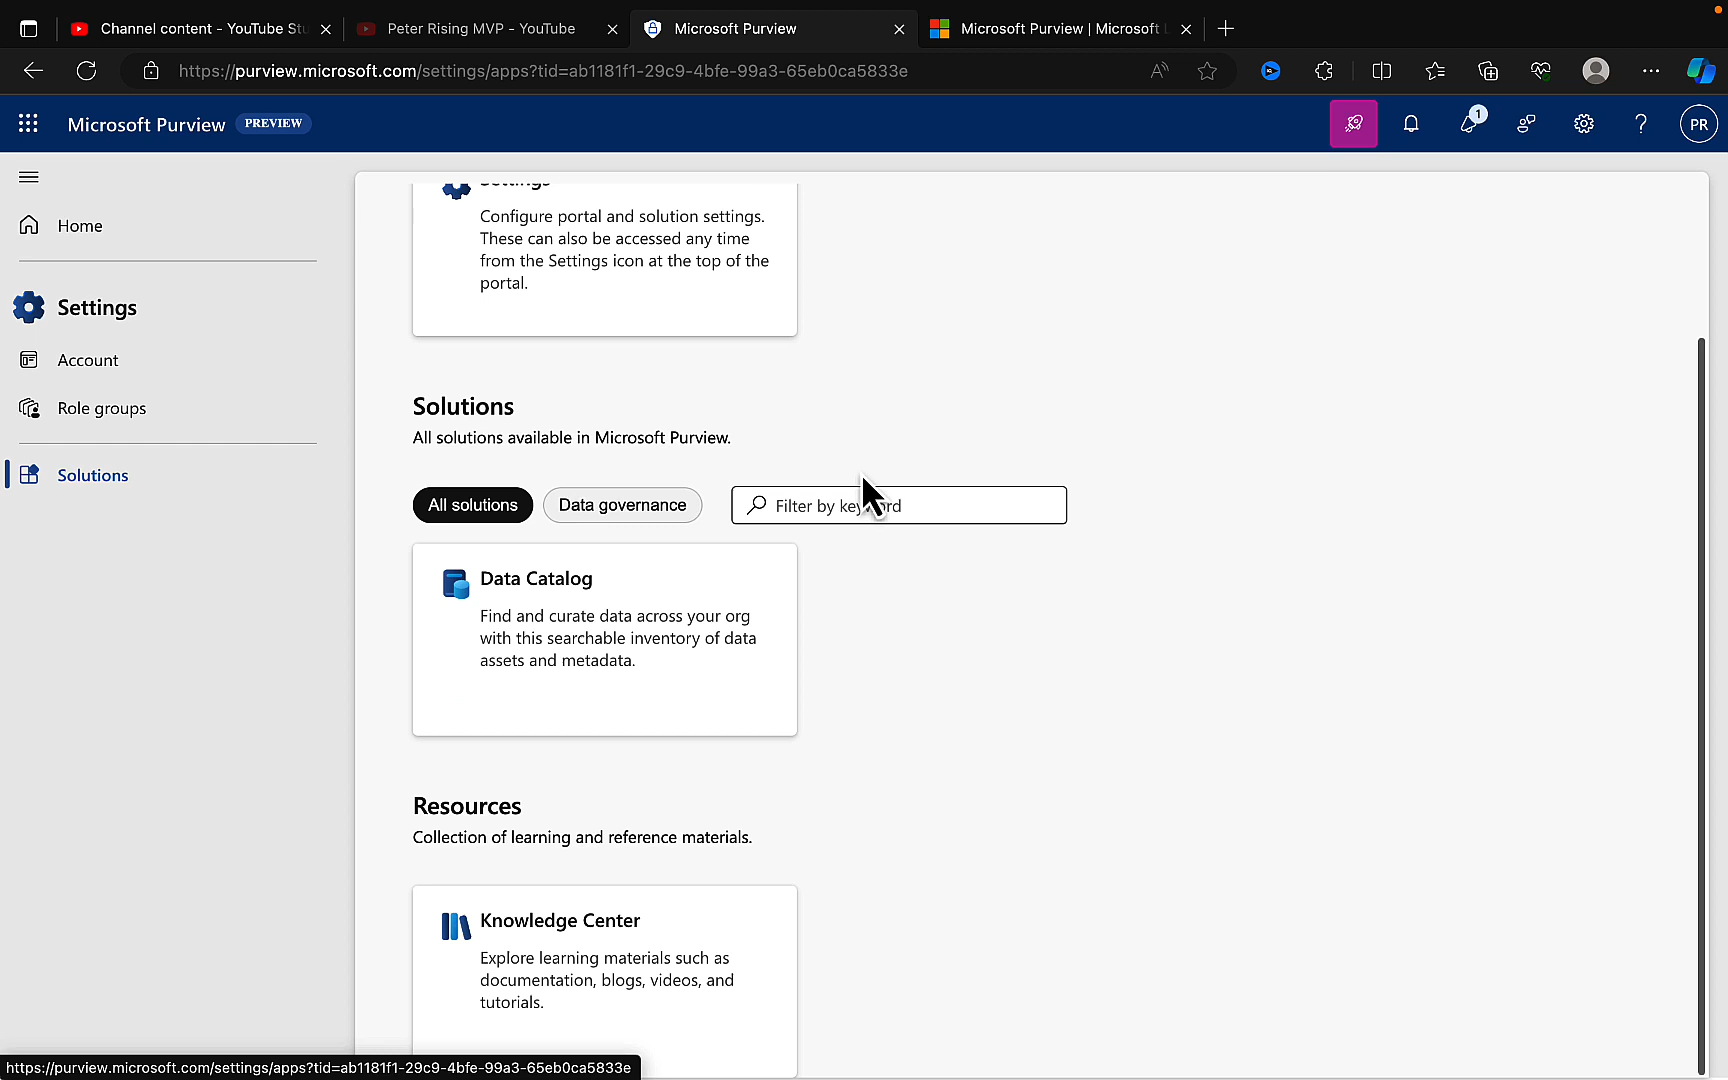 Channel content - YouTube Stu
Peter Rising MVP - YouTube
Microsoft Purview
Microsoft Purview | Microsoft L
https://purview.microsoft.com/settings/apps?tid=ab1181f1-29c9-4bfe-99a3-65eb0ca5833e
Microsoft Purview PREVIEW
1
PR
Home
Settings
Account
Role groups
Solutions
Settings
Configure portal and solution settings.
These can also be accessed any time
from the Settings icon at the top of the
portal.
Solutions
All solutions available in Microsoft Purview.
All solutions
Data governance
Filter by keyword
Data Catalog
Find and curate data across your org
with this searchable inventory of data
assets and metadata.
Resources
Collection of learning and reference materials.
Knowledge Center
Explore learning materials such as
documentation, blogs, videos, and
tutorials.
https://purview.microsoft.com/settings/apps?tid=ab1181f1-29c9-4bfe-99a3-65eb0ca5833e